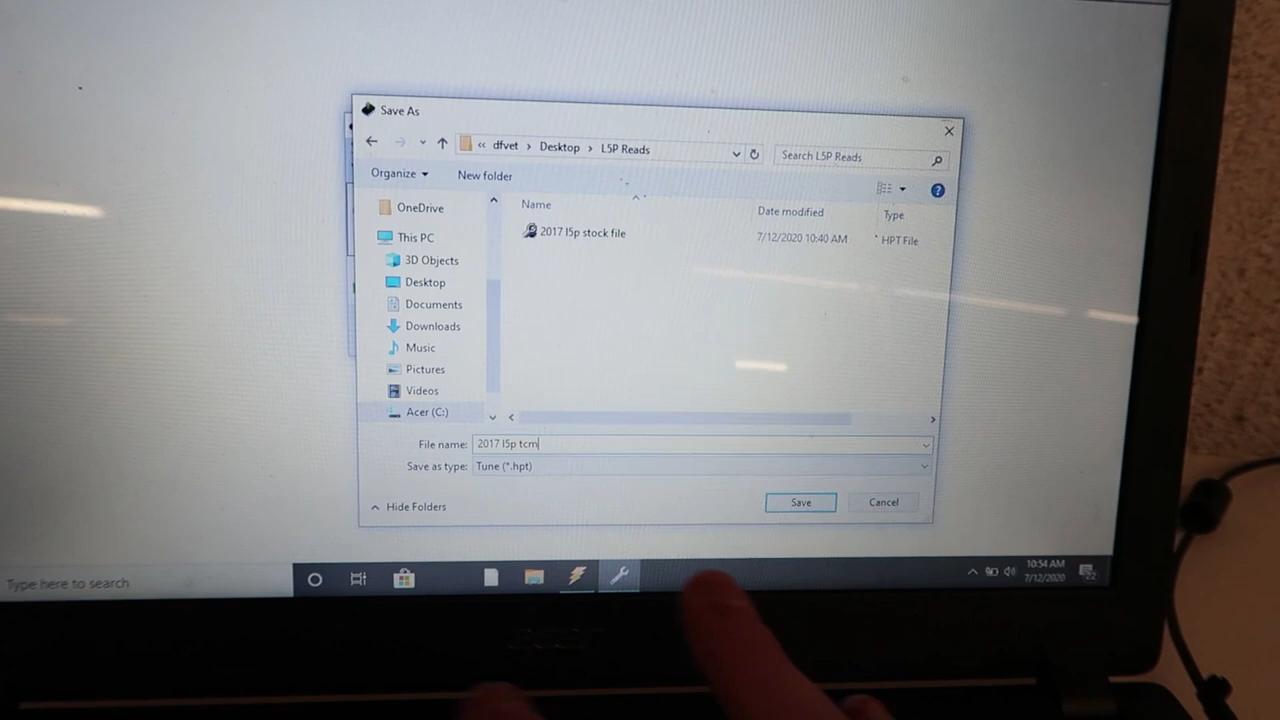 Save As
« dfvet › Desktop › L5P Reads
Search L5P Reads
Organize
New folder
Name
Date modified
Type
OneDrive
2017 l5p stock file
7/12/2020 10:40 AM
HPT File
This PC
3D Objects
Desktop
Documents
Downloads
Music
Pictures
Videos
Acer (C:)
File name:
2017 l5p tcm
Save as type:
Tune (*.hpt)
Hide Folders
Save
Cancel
Type here to search
10:54 AM
7/12/2020
22
acer